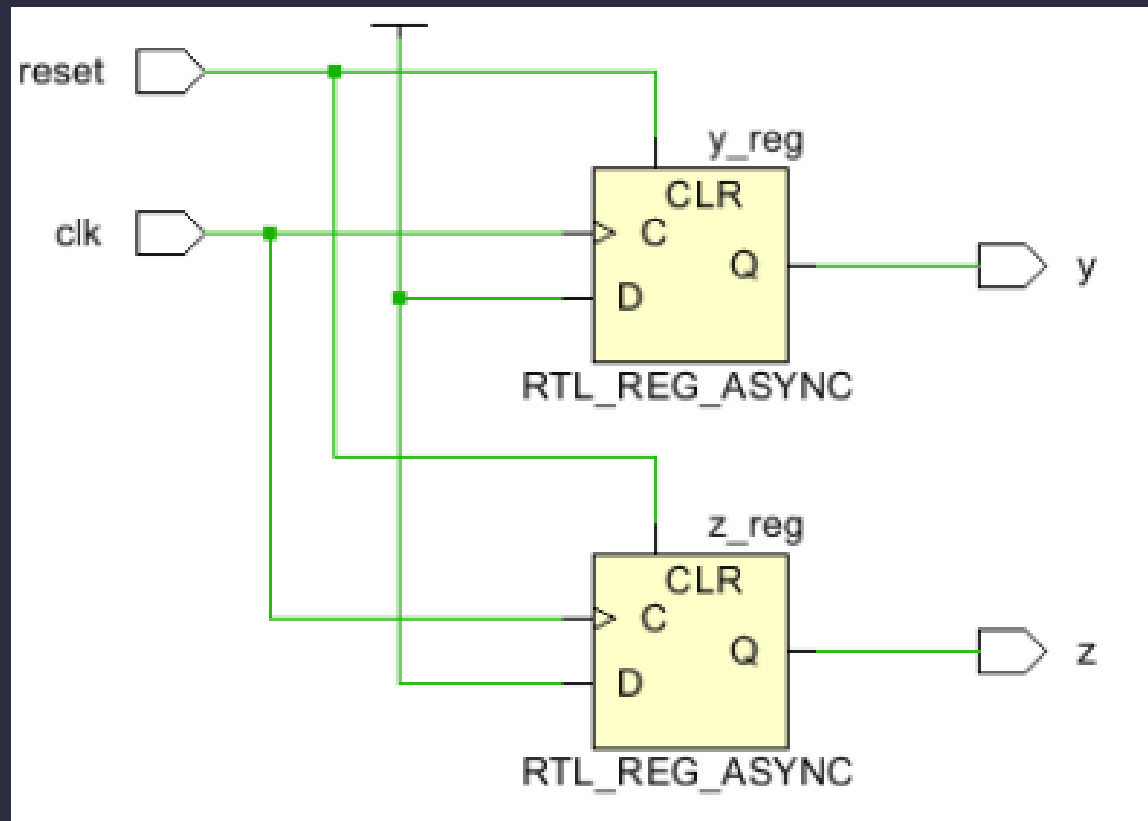 reset
y_reg
CLR
clk
C
Q
y
D
RTL_REG_ASYNC
z_reg
CLR
C
Q
z
D
RTL_REG_ASYNC